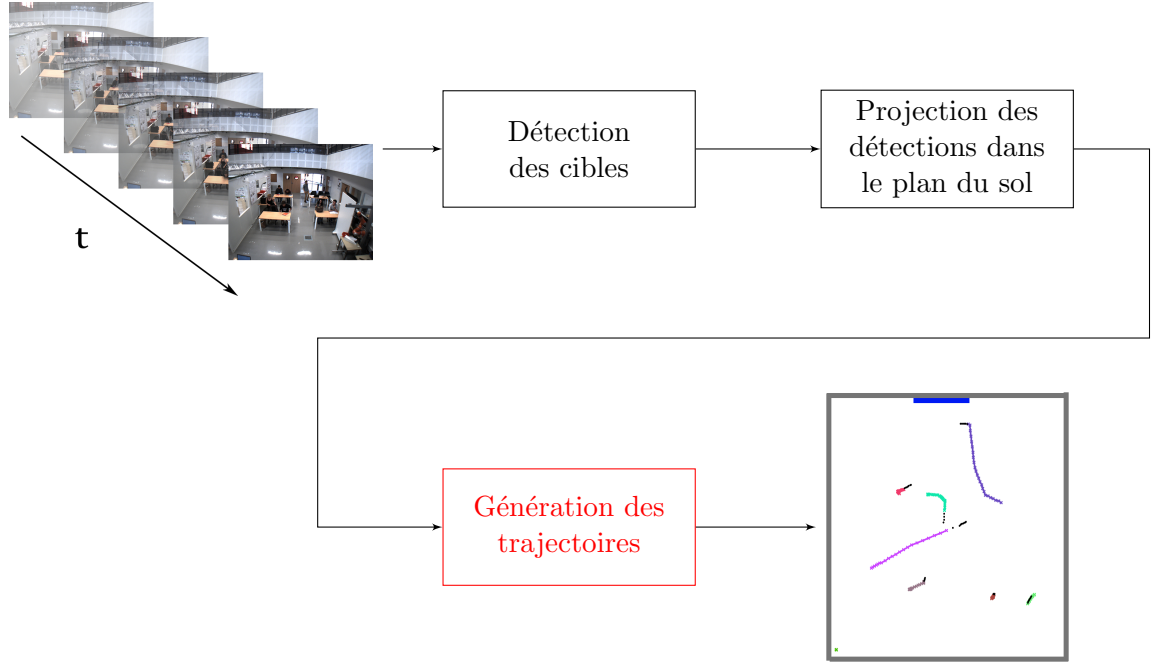 t
Détection
des cibles
Projection des
détections dans
le plan du sol
Génération des
trajectoires